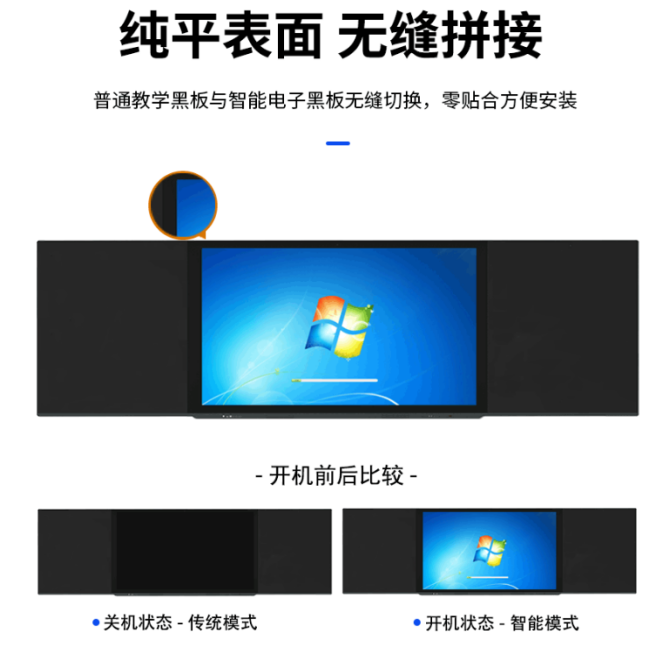 纯平表面 无缝拼接
普通教学黑板与智能电子黑板无缝切换，零贴合方便安装
- 开机前后比较 -
关机状态 - 传统模式
开机状态 - 智能模式